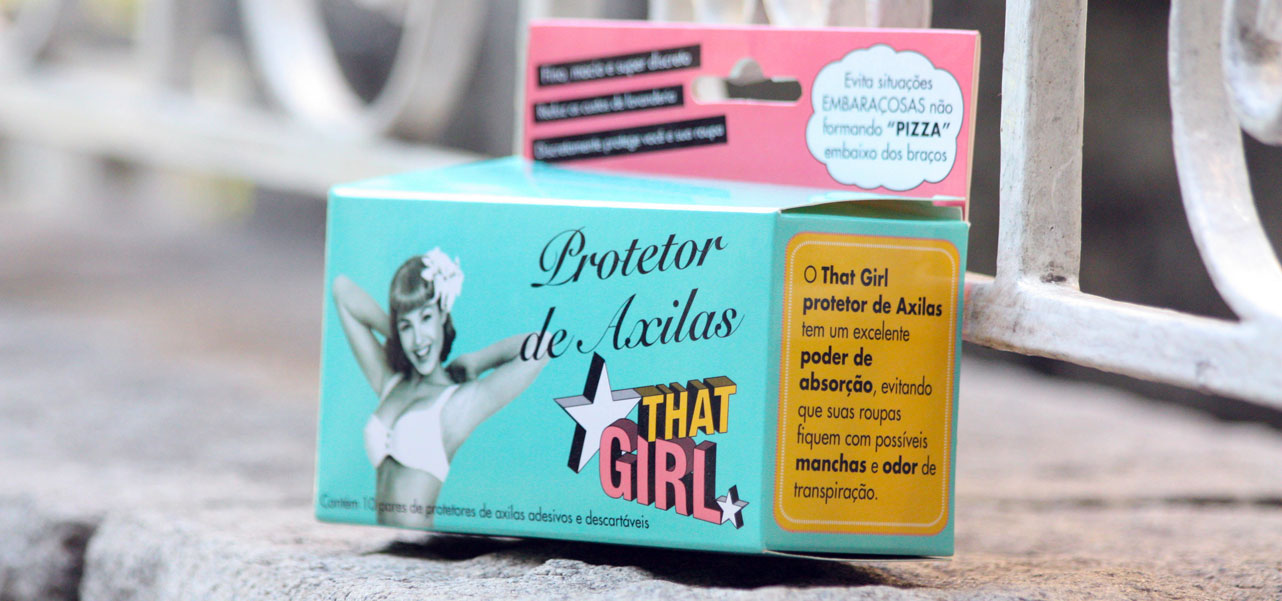 Fino, macio e super discreto
Reduz os custos de lavanderia
Discretamente protege você e sua roupa
Evita situações
EMBARAÇOSAS não
formando “PIZZA”
embaixo dos braços
Protetor
de Axilas
THAT
GIRL
Contém 10 pares de protetores de axilas adesivos e descartáveis
O That Girl
protetor de Axilas
tem um excelente
poder de
absorção, evitando
que suas roupas
fiquem com possíveis
manchas e odor de
transpiração.